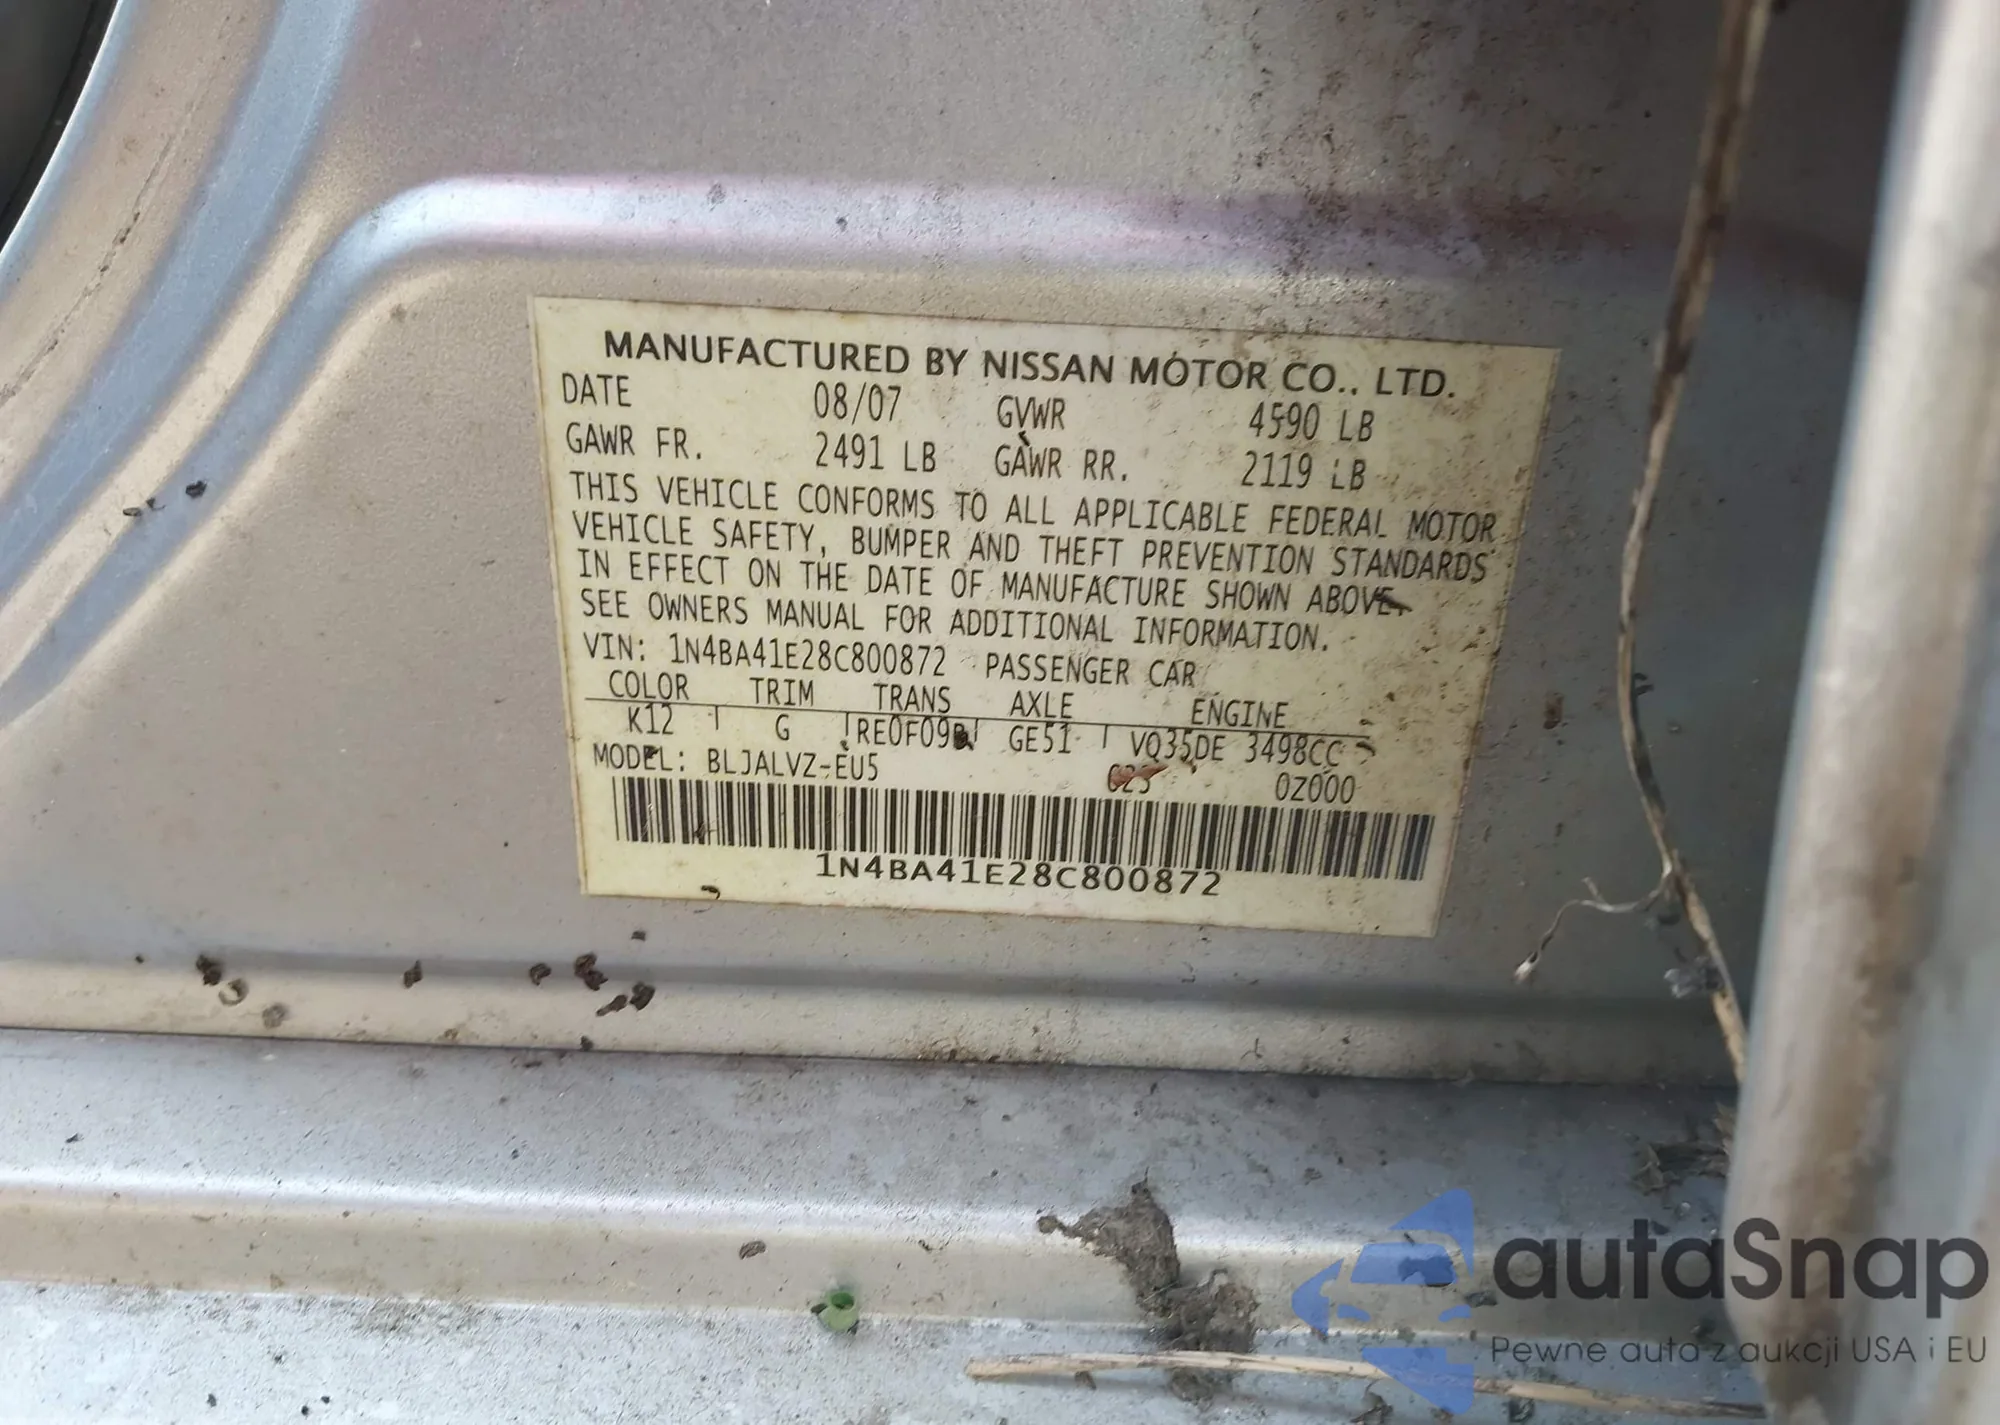 MANUFACTURED BY NISSAN MOTOR CO., LTD.
DATE 08/07 GVWR 4590 LB
GAWR FR. 2491 LB GAWR RR. 2119 LB
THIS VEHICLE CONFORMS TO ALL APPLICABLE FEDERAL MOTOR
VEHICLE SAFETY, BUMPER AND THEFT PREVENTION STANDARDS
IN EFFECT ON THE DATE OF MANUFACTURE SHOWN ABOVE.
SEE OWNERS MANUAL FOR ADDITIONAL INFORMATION.
VIN: 1N4BA41E28C800872 PASSENGER CAR
COLOR TRIM TRANS AXLE ENGINE
K12 G RE0F09B GE51 VQ35DE 3498CC
MODEL: BLJALVZ-EU5 0Z000
1N4BA41E28C800872
autaSnap
Pewne auta z aukcji USA i EU